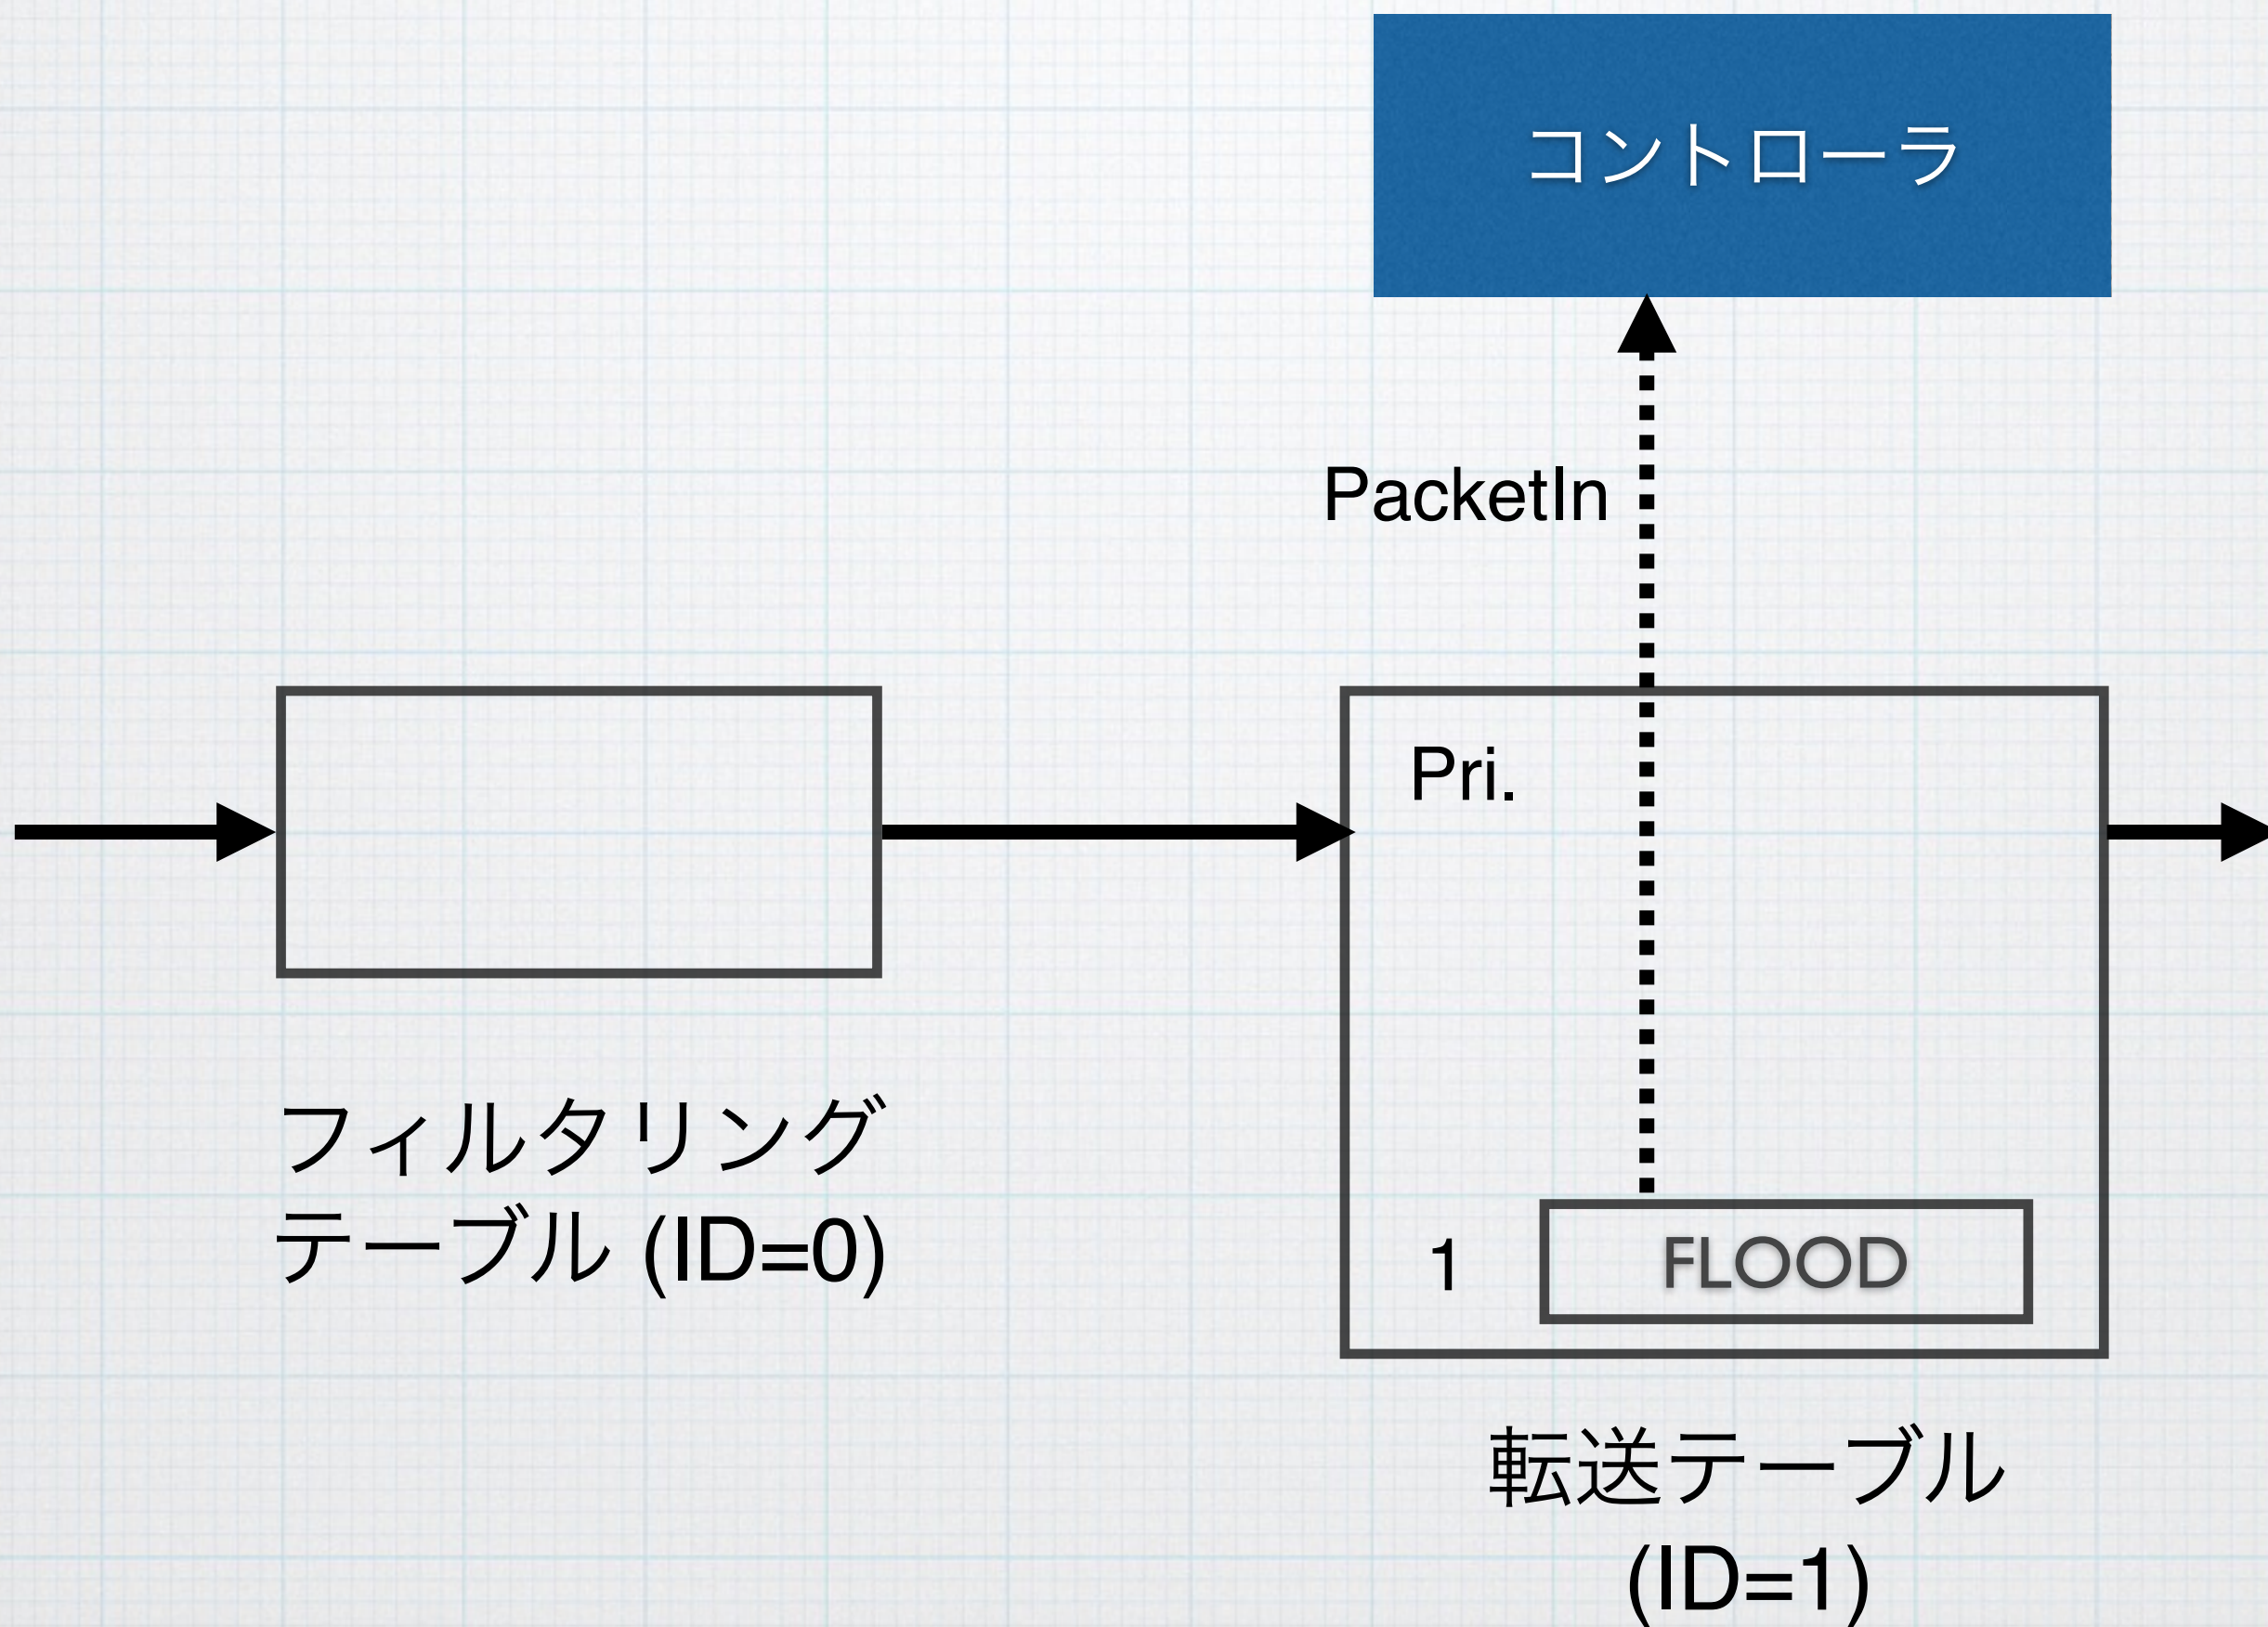 コントローラ
PacketIn
Pri.
フィルタリング
テーブル (ID=0)
1
FLOOD
転送テーブル
(ID=1)